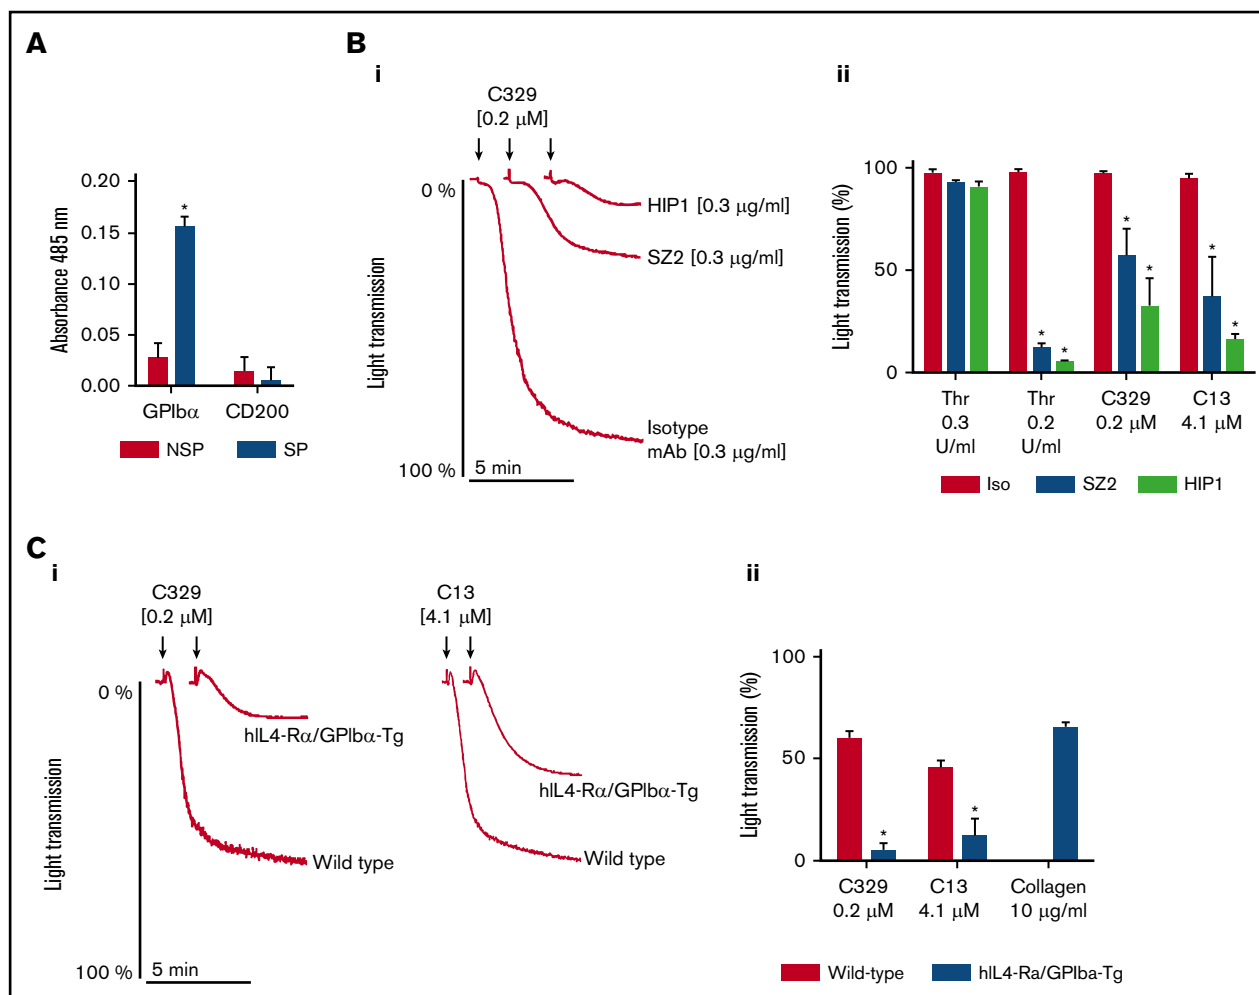 A
Absorbance 485 nm
0.20
0.15
0.10
0.05
0.00
*
GPIbα
CD200
NSP
SP
B
i
C329
[0.2 μM]
Light transmission
0 %
100 %
HIP1 [0.3 μg/ml]
SZ2 [0.3 μg/ml]
Isotype
mAb [0.3 μg/ml]
5 min
ii
Light transmission (%)
100
50
0
* * * * * *
Thr
0.3
U/ml
Thr
0.2
U/ml
C329
0.2 μM
C13
4.1 μM
Iso
SZ2
HIP1
C
i
C329
[0.2 μM]
C13
[4.1 μM]
Light transmission
0 %
100 %
hIL4-Rα/GPIbα-Tg
Wild type
hIL4-Rα/GPIbα-Tg
Wild type
5 min
ii
Light transmission (%)
100
50
0
* *
C329
0.2 μM
C13
4.1 μM
Collagen
10 μg/ml
Wild-type
hIL4-Ra/GPIba-Tg